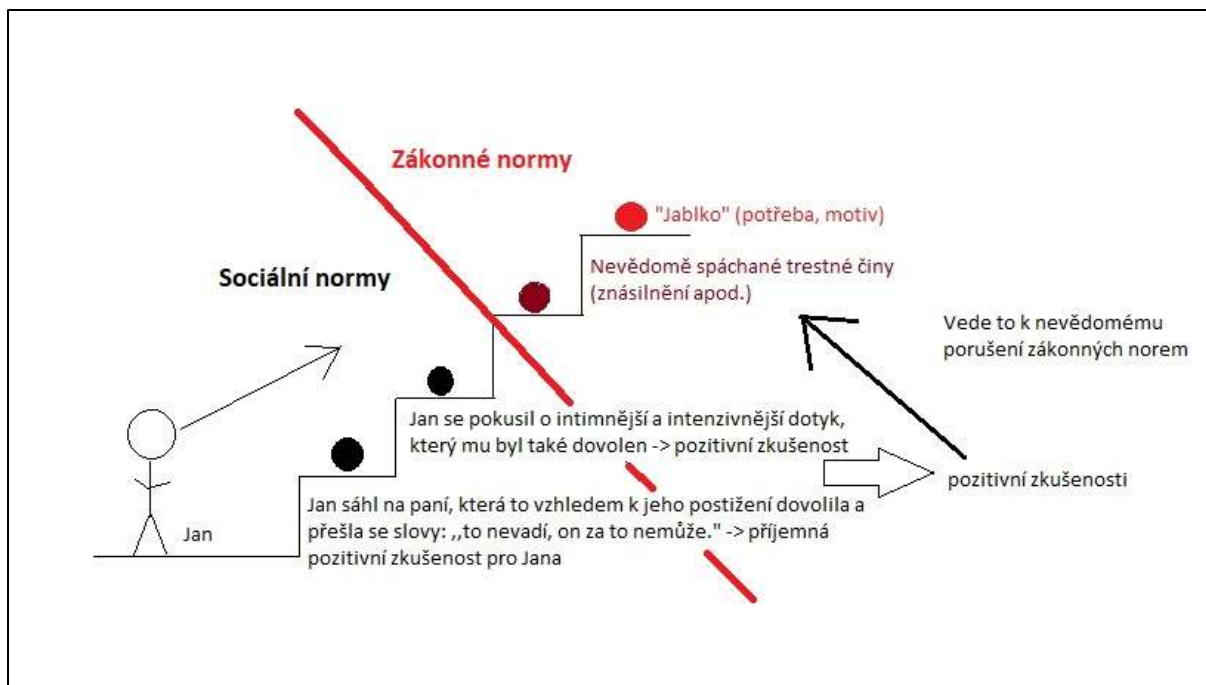 Zákonné normy
"Jablko" (potřeba, motiv)
Sociální normy
Nevědomě spáchané trestné činy
(znásilnění apod.)
Vede to k nevědomému
porušení zákonných norem
Jan se pokusil o intimnější a intenzivnější dotyk,
který mu byl také dovolen -> pozitivní zkušenost
pozitivní zkušenosti
Jan sáhl na paní, která to vzhledem k jeho postižení dovolila a
přešla se slovy: ,,to nevadí, on za to nemůže." -> příjemná
pozitivní zkušenost pro Jana
Jan